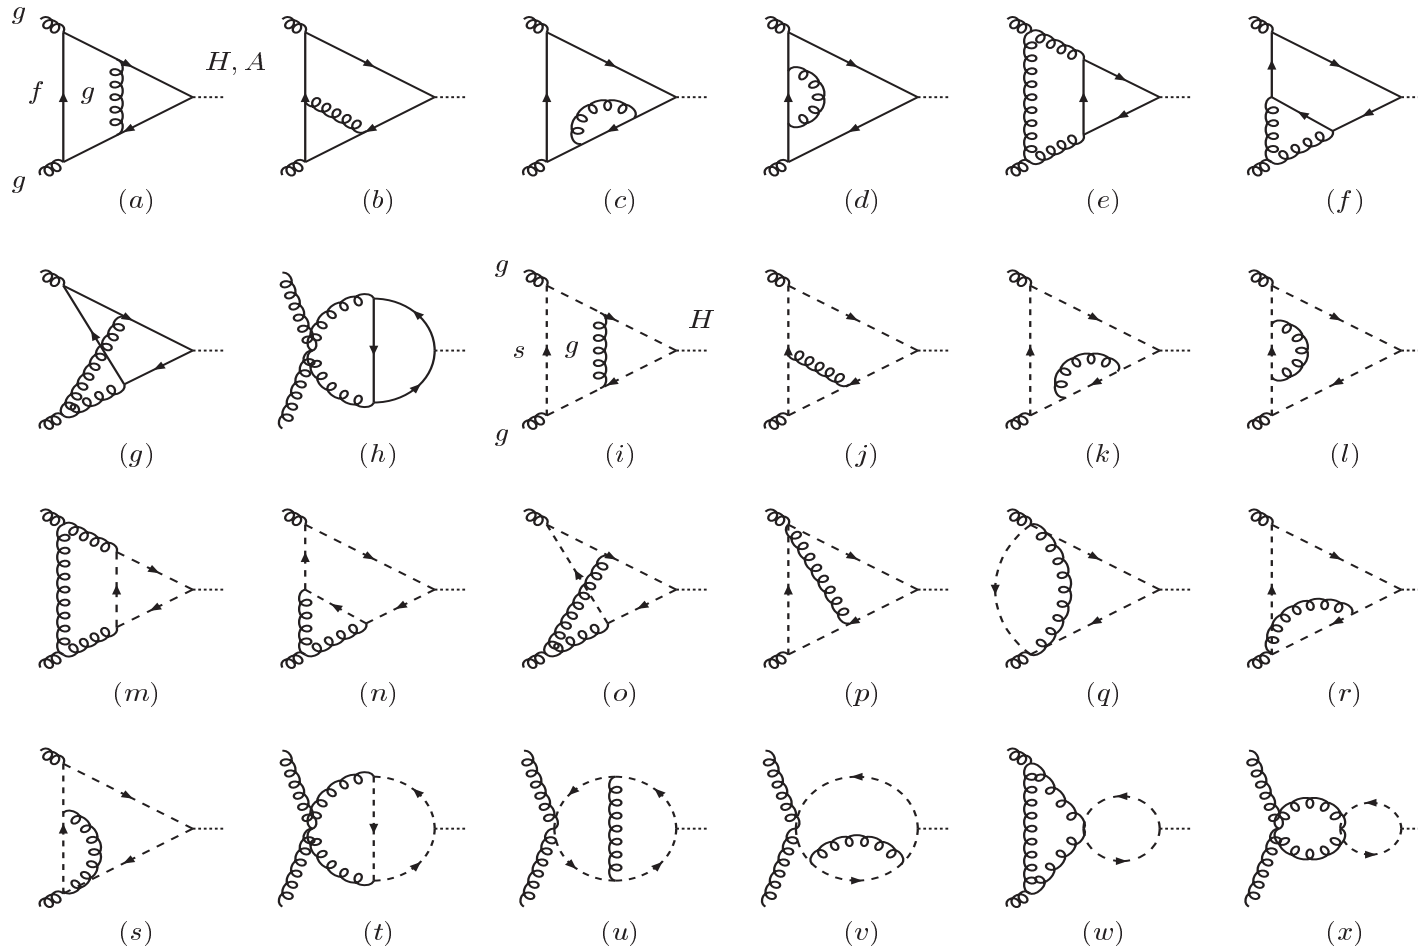 g
H, A
f g
g
(a) (b) (c) (d) (e) (f)
g
H
s g
g
(g) (h) (i) (j) (k) (l)
(m) (n) (o) (p) (q) (r)
(s) (t) (u) (v) (w) (x)